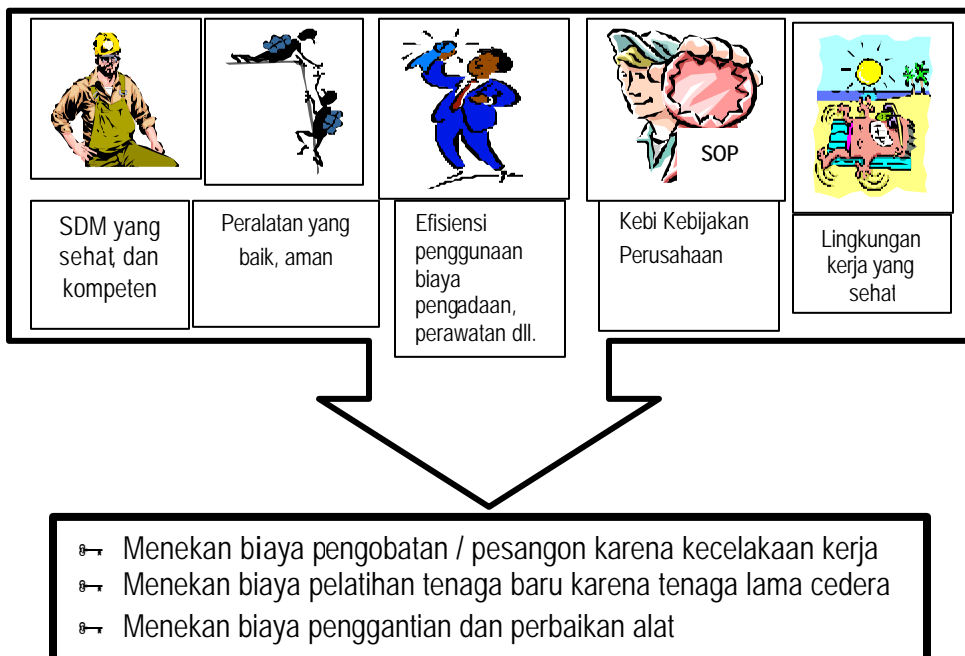 SOP
SDM yang
sehat, dan
kompeten
Peralatan yang
baik, aman
Efisiensi
penggunaan
biaya
pengadaan,
perawatan dll.
Kebi Kebijakan
Perusahaan
Lingkungan
kerja yang
sehat
Menekan biaya pengobatan / pesangon karena kecelakaan kerja
Menekan biaya pelatihan tenaga baru karena tenaga lama cedera
Menekan biaya penggantian dan perbaikan alat